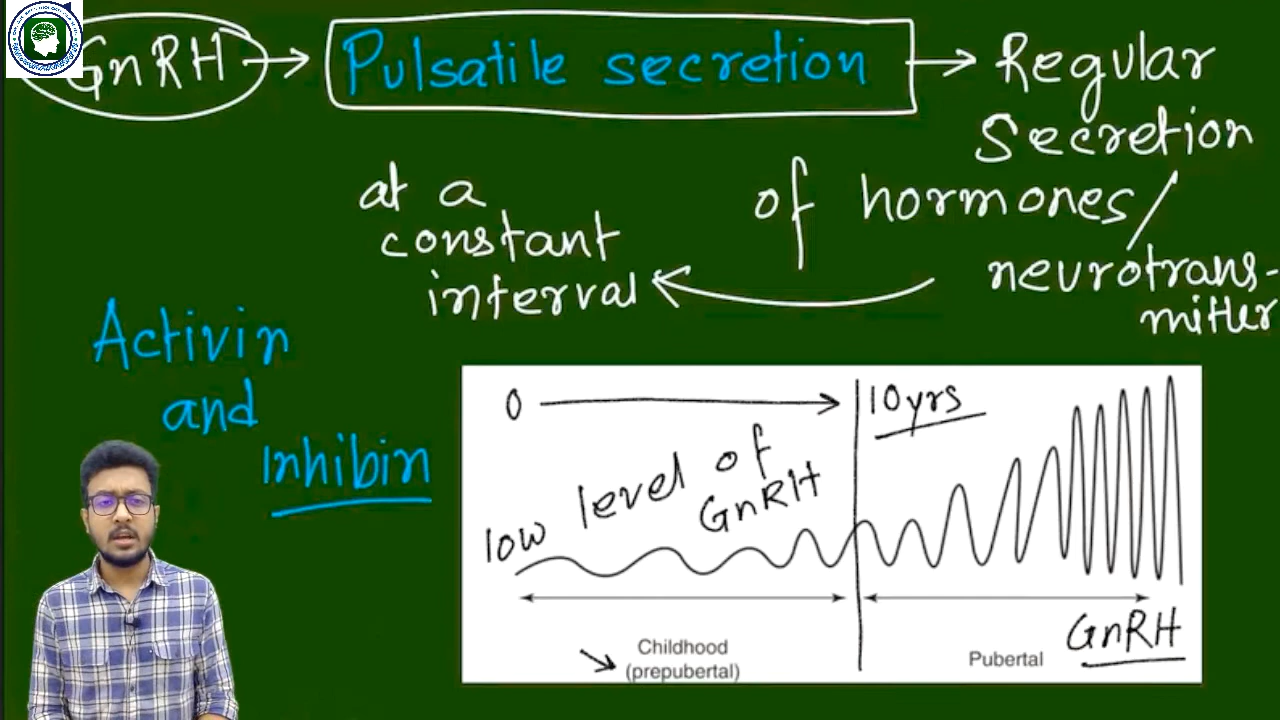 GnRH → Pulsatile secretion → Regular
secretion
of hormones/
neurotrans-
mitter
at a
constant
interval
Activin
and
Inhibin
0 → 10yrs
low level of
GnRH
Childhood
(prepubertal)
Pubertal
GnRH